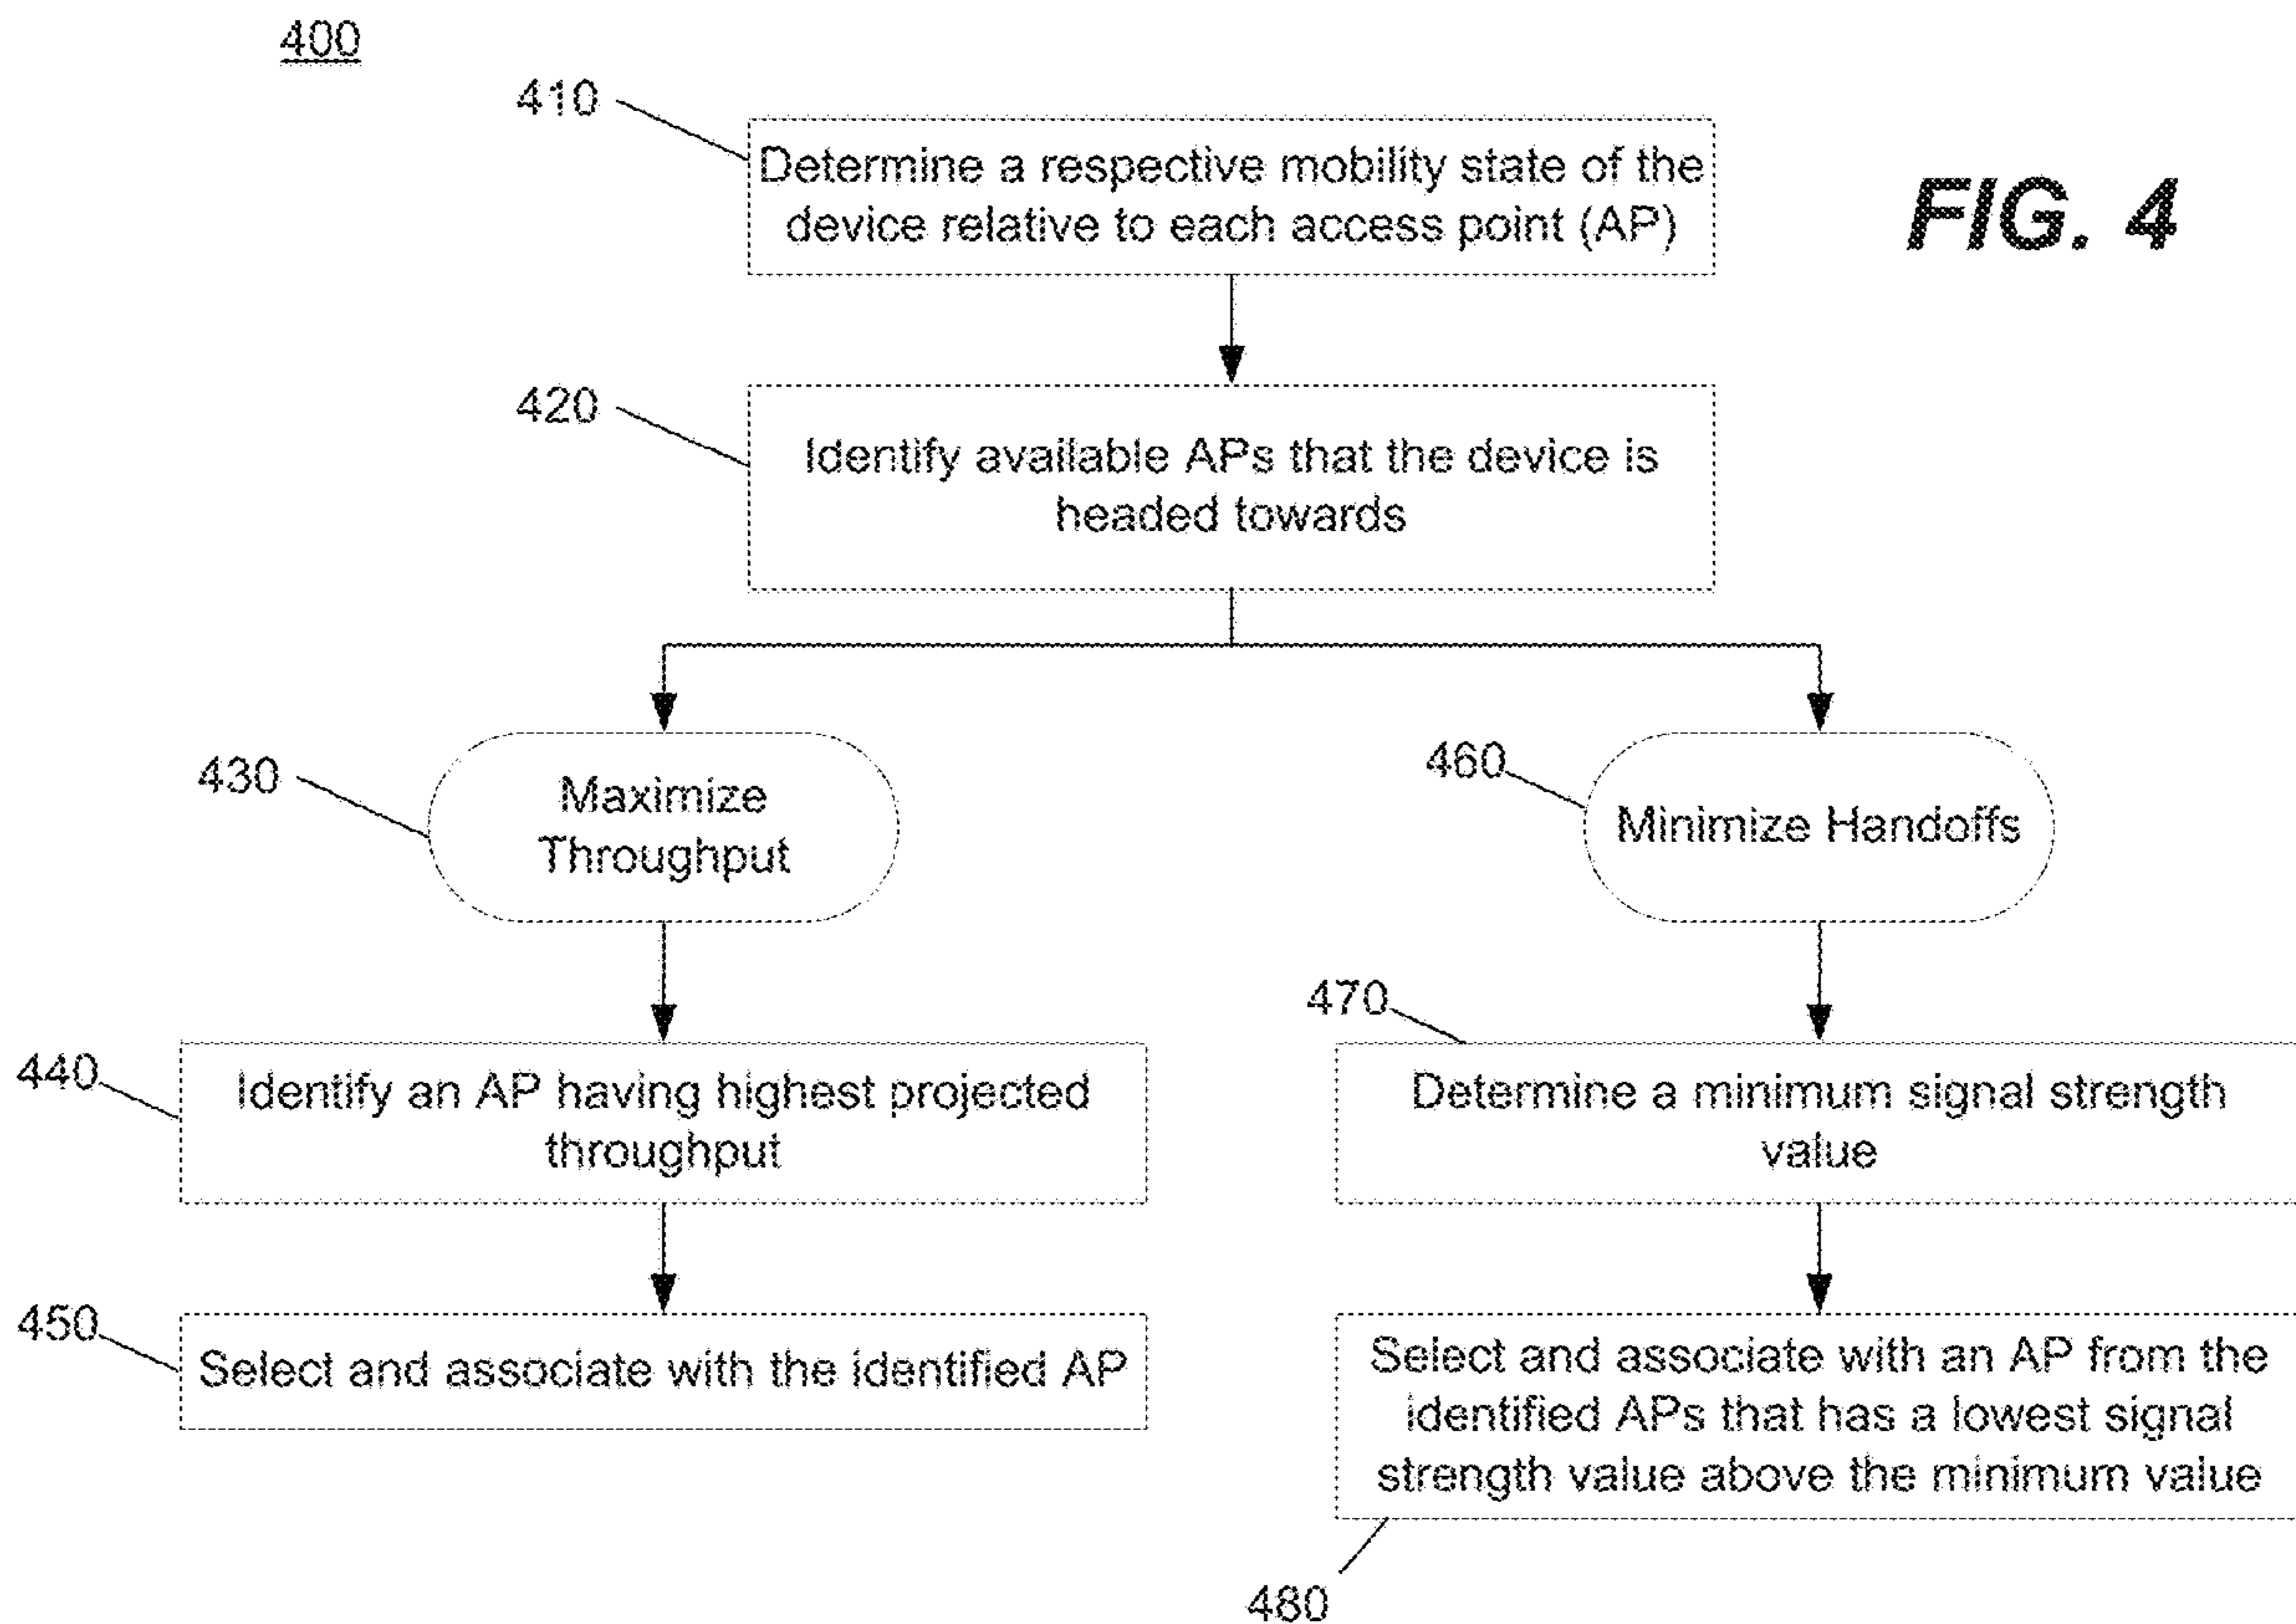 400
410
Determine a respective mobility state of the
device relative to each access point (AP)
FIG. 4
420
Identify available APs that the device is
headed towards
430
Maximize
Throughput
460
Minimize Handoffs
440
Identify an AP having highest projected
throughput
470
Determine a minimum signal strength
value
450
Select and associate with the identified AP
Select and associate with an AP from the
identified APs that has a lowest signal
strength value above the minimum value
480